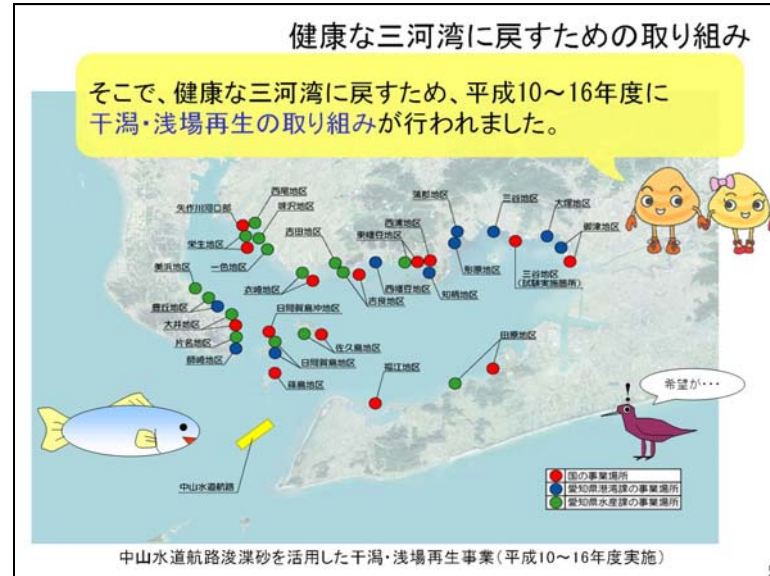 健康な三河湾に戻すための取り組み
そこで、健康な三河湾に戻すため、平成10～16年度に
干潟・浅場再生の取り組みが行われました。
矢作川河口部
西尾地区
味沢地区
栄生地区
一色地区
吉田地区
衣崎地区
東幡豆地区
西浦地区
蒲郡地区
三谷地区
大塚地区
御津地区
三谷地区
(試験実施箇所)
形原地区
知柄地区
西幡豆地区
吉良地区
美浜地区
豊丘地区
大井地区
片名地区
師崎地区
日間賀島沖地区
佐久島地区
日間賀島地区
篠島地区
福江地区
田原地区
中山水道航路
!
希望が・・・
国の事業場所
愛知県港湾課の事業場所
愛知県水産課の事業場所
中山水道航路浚渫砂を活用した干潟・浅場再生事業(平成10～16年度実施)